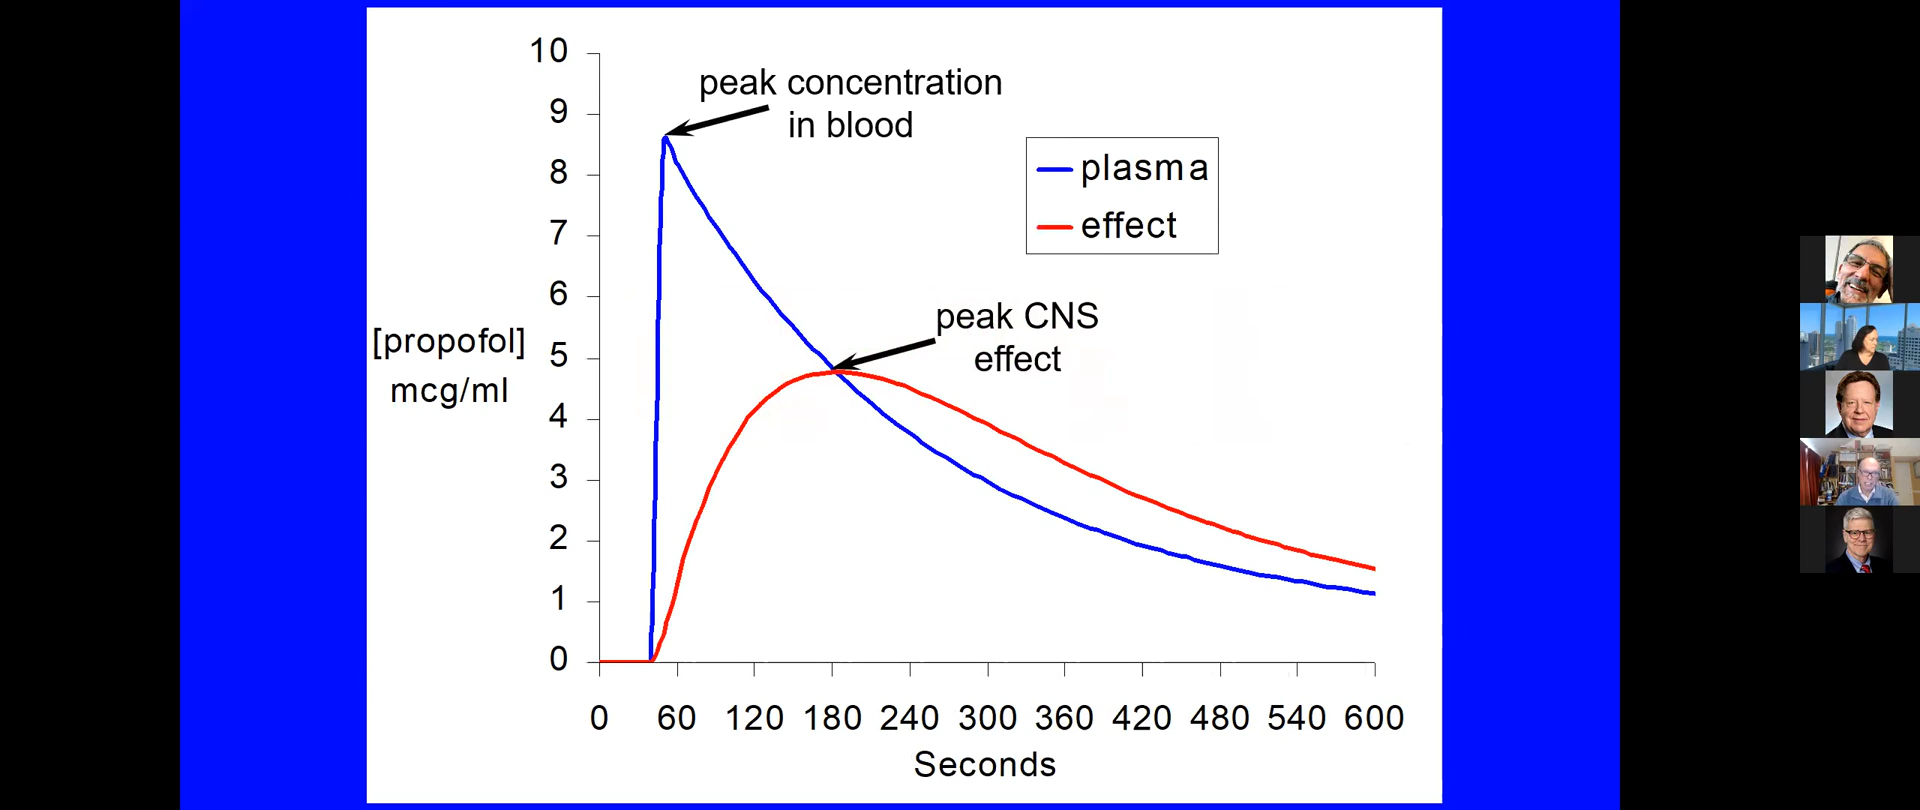 10
9
8
7
6
5
4
3
2
1
0
peak concentration
in blood
plasma
effect
peak CNS
effect
[propofol]
mcg/ml
0 60 120 180 240 300 360 420 480 540 600
Seconds